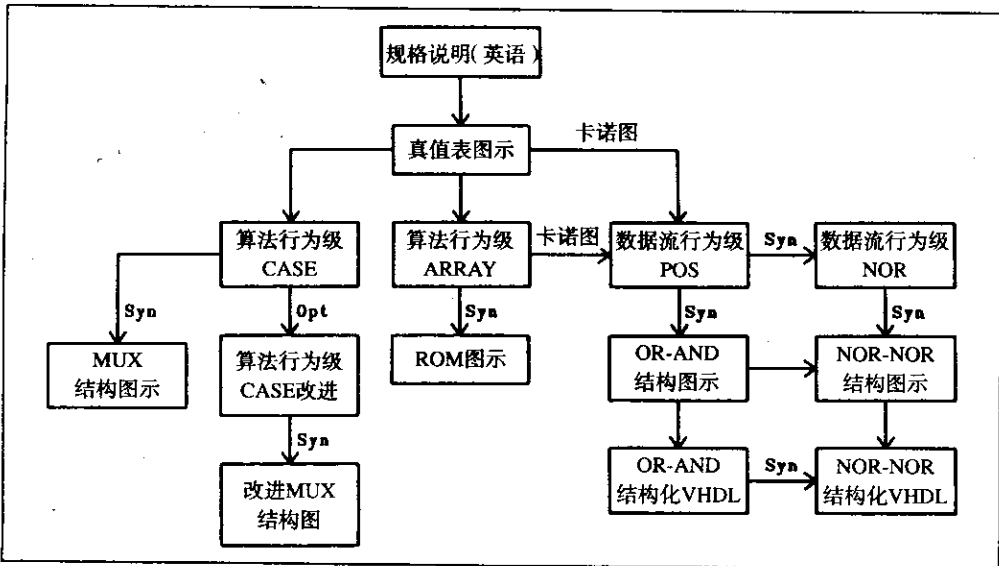 规格说明(英语)
真值表图示
卡诺图
算法行为级
CASE
算法行为级
ARRAY
卡诺图
数据流行为级
POS
Syn
数据流行为级
NOR
Syn
Opt
Syn
Syn
Syn
MUX
结构图示
算法行为级
CASE改进
ROM图示
OR-AND
结构图示
NOR-NOR
结构图示
Syn
改进MUX
结构图
OR-AND
结构化VHDL
Syn
NOR-NOR
结构化VHDL